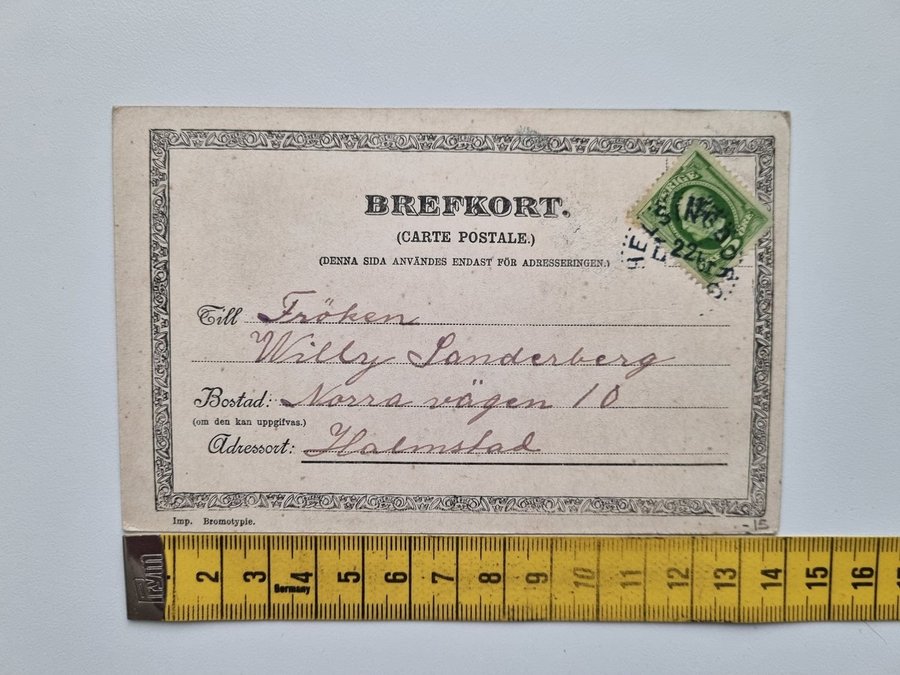 BREFKORT.
(CARTE POSTALE.)
(DENNA SIDA ANVÄNDES ENDAST FÖR ADRESSERINGEN.)
SVERIGE
HELSINGBORG
22
Till Fröken
Willy Sanderberg
Bostad: Norra vägen 10
(om den kan uppgifvas.)
Adressort: Halmstad
Imp. Bromotypie.
-15
2 3 4 5 6 7 8 9 10 11 12 13 14 15 16
Germany